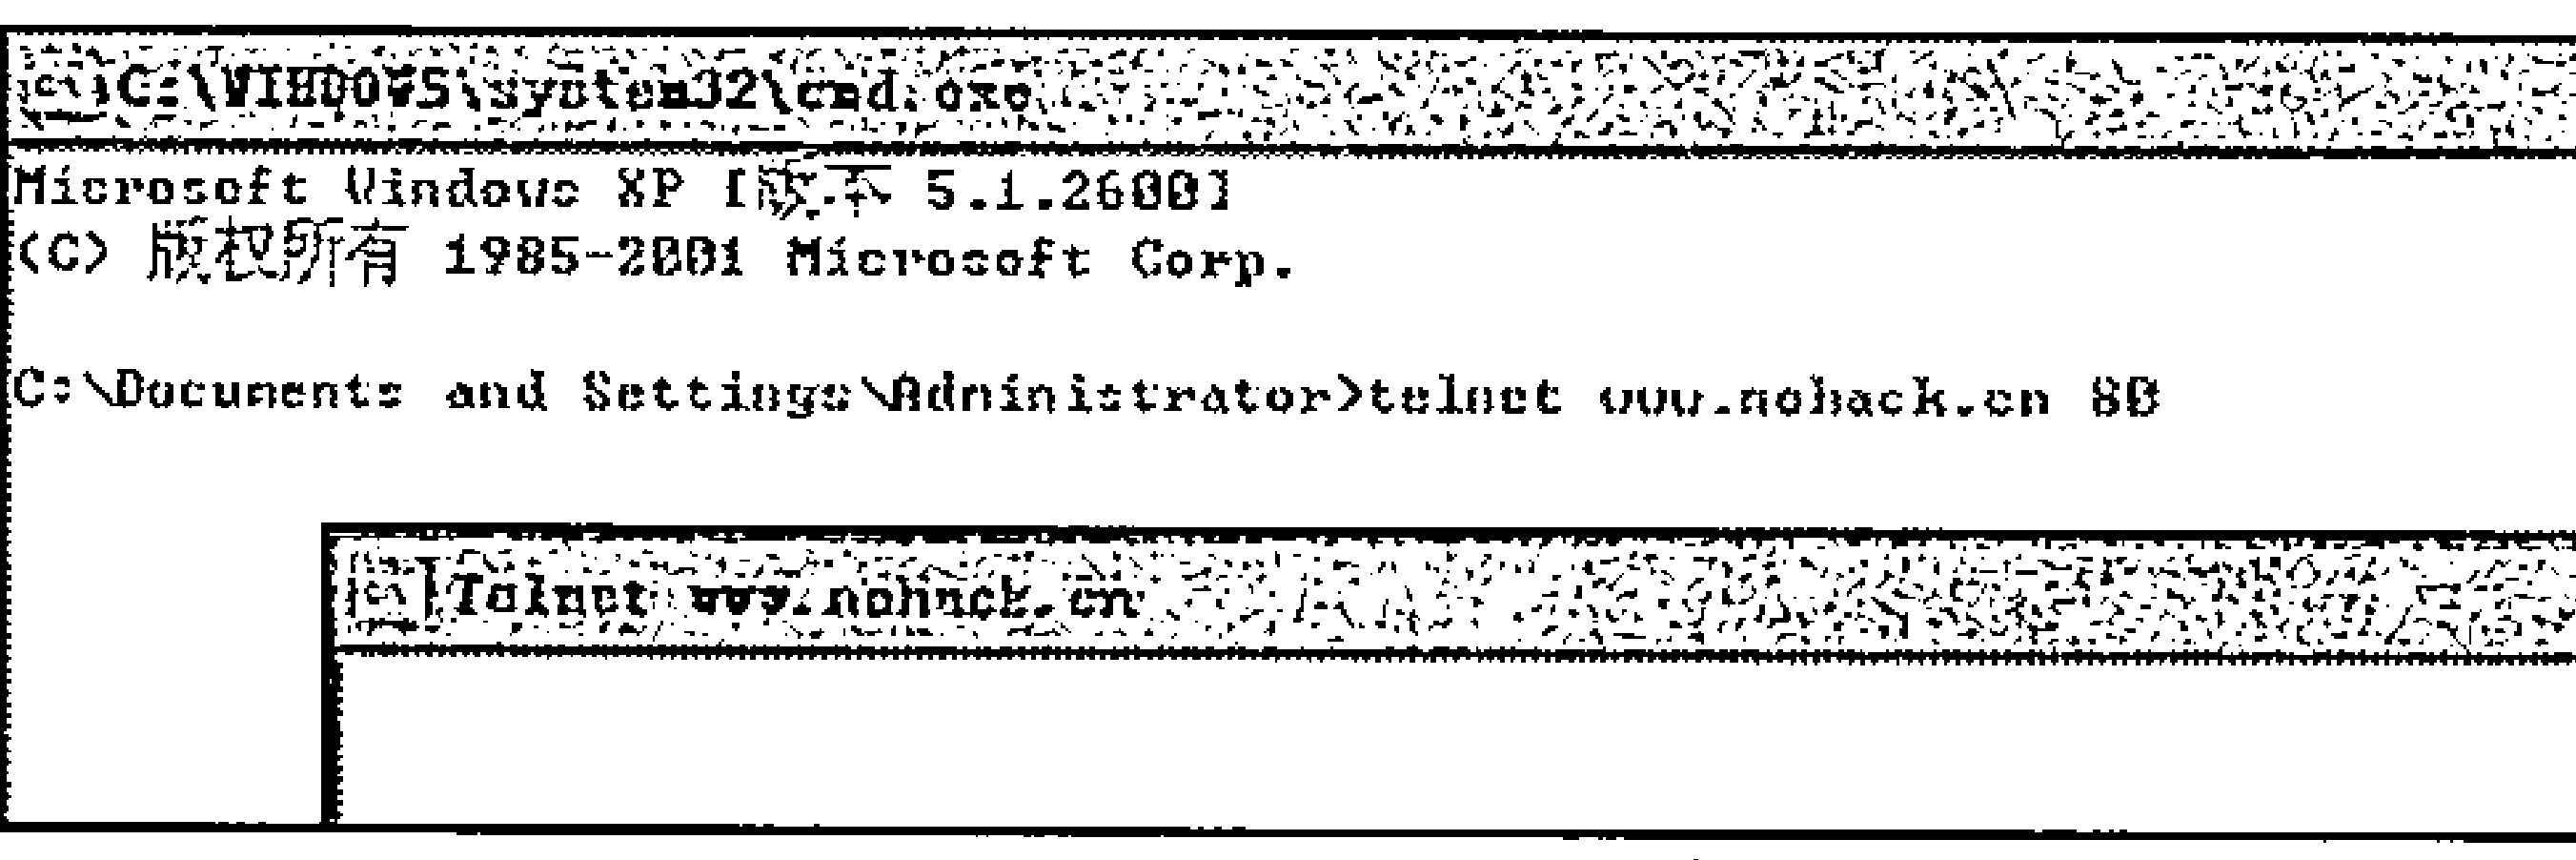 C:\WINDOWS\system32\cmd.exe
Microsoft Windows XP [版本 5.1.2600]
(C) 版权所有 1985-2001 Microsoft Corp.
C:\Documents and Settings\Administrator>telnet www.nohack.cn 80
Telnet www.nohack.cn